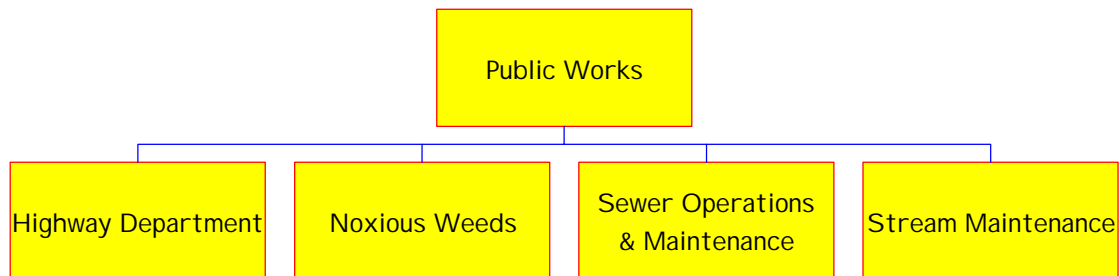 Public Works
Highway Department
Noxious Weeds
Sewer Operations
& Maintenance
Stream Maintenance